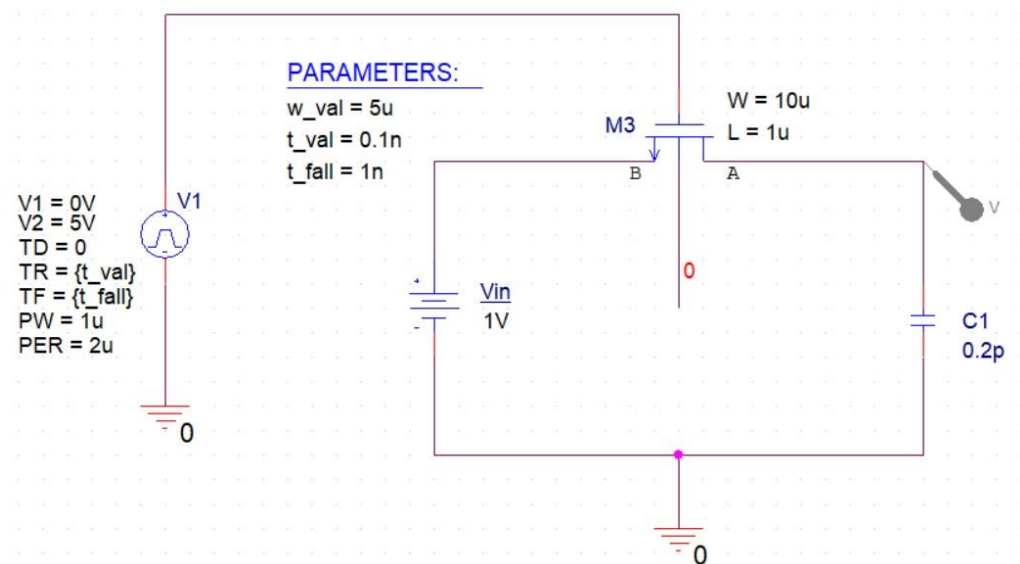 PARAMETERS:
w_val = 5u
t_val = 0.1n
t_fall = 1n
W = 10u
L = 1u
M3
B
A
V1
V1 = 0V
V2 = 5V
TD = 0
TR = {t_val}
TF = {t_fall}
PW = 1u
PER = 2u
+
-
0
+
Vin
1V
-
0
V
C1
0.2p
0